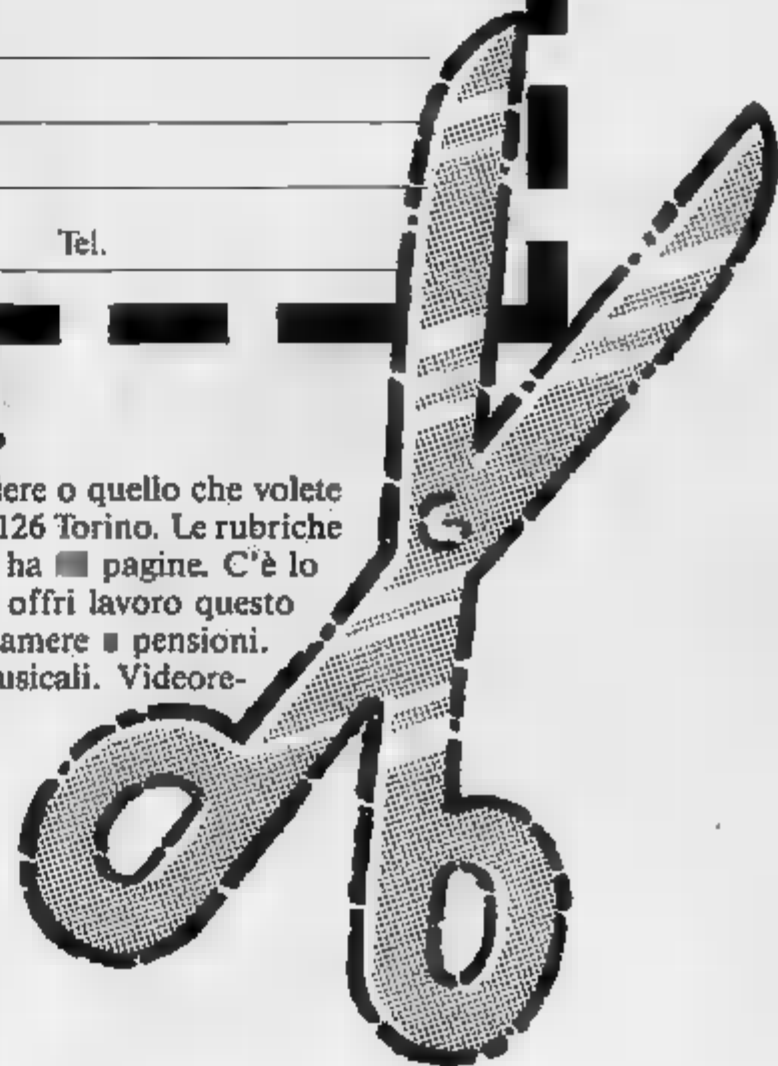 Tel.
ere o quello che volete
126 Torino. Le rubriche
ha pagine. C'è lo
offri lavoro questo
amere pensioni.
usicali. Videore-